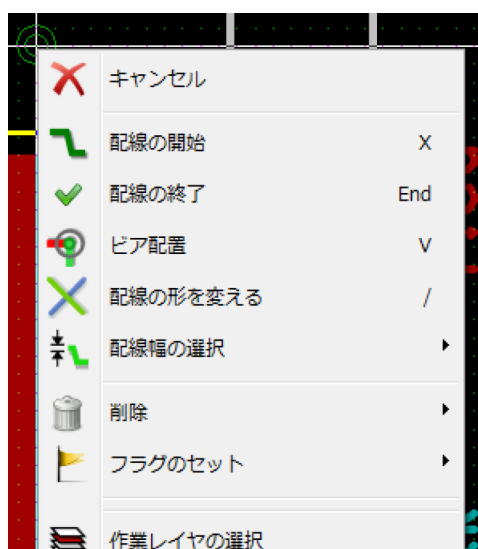 キャンセル
配線の開始 X
配線の終了 End
ビア配置 V
配線の形を変える /
配線幅の選択
削除
フラグのセット
作業レイヤの選択